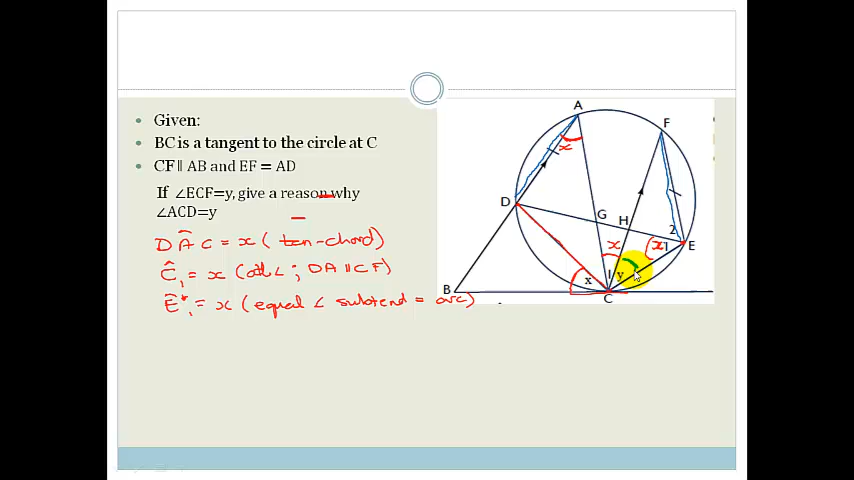 Given:
BC is a tangent to the circle at C
CF ∥ AB and EF = AD
If ∠ECF=y, give a reason why
∠ACD=y
DÂC = x (tan-chord)
Ĉ₁ = x (alt ∠ ; DA ∥ CF)
Ê₁ = x (equal ∠ subtend = arc)
A
F
x
D
G
H
2
x
x
1
E
B
x
1
y
C